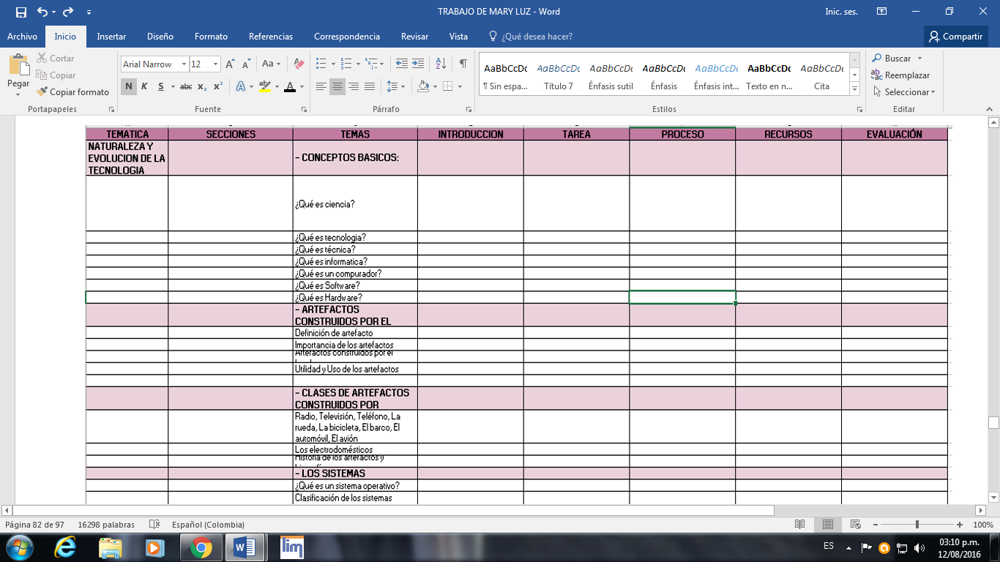 TRABAJO DE MARY LUZ - Word
Inic. ses.
Archivo Inicio Insertar Diseño Formato Referencias Correspondencia Revisar Vista ¿Qué desea hacer? Compartir
Pegar
Cortar
Copiar
Copiar formato
Portapapeles
Arial Narrow 12 Aa
N K S abc x₂ x² A A
Fuente
Párrafo
AaBbCcDc AaBbCcDc AaBbCcDc AaBbCcDc AaBbCcDc AaBbCcDc AaBbCcDc
¶ Sin espa... Título 7 Énfasis sutil Énfasis Énfasis int... Texto en n... Cita
Estilos
Buscar
Reemplazar
Seleccionar
Editar
TEMATICA SECCIONES TEMAS INTRODUCCION TAREA PROCESO RECURSOS EVALUACIÓN
NATURALEZA Y
EVOLUCION DE LA
TECNOLOGIA
- CONCEPTOS BASICOS:
¿Qué es ciencia?
¿Qué es tecnologia?
¿Qué es técnica?
¿Qué es informatica?
¿Qué es un compurador?
¿Qué es Software?
¿Qué es Hardware?
- ARTEFACTOS
CONSTRUIDOS POR EL
Definición de artefacto
Importancia de los artefactos
Artefactos construidos por el
Utilidad y Uso de los artefactos
- CLASES DE ARTEFACTOS
CONSTRUIDOS POR
Radio, Televisión, Teléfono, La
rueda, La bicicleta, El barco, El
automóvil, El avión
Los electrodomésticos
Historia de los artefactos y
- LOS SISTEMAS
¿Qué es un sistema operativo?
Clasificación de los sistemas
Página 82 de 97 16298 palabras Español (Colombia) 100%
lim
ES
03:10 p.m.
12/08/2016